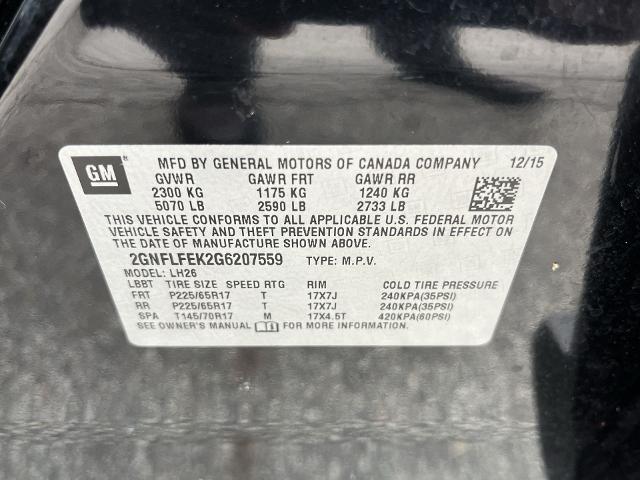 GM
MFD BY GENERAL MOTORS OF CANADA COMPANY 12/15
GVWR GAWR FRT GAWR RR
2300 KG 1175 KG 1240 KG
5070 LB 2590 LB 2733 LB
THIS VEHICLE CONFORMS TO ALL APPLICABLE U.S. FEDERAL MOTOR
VEHICLE SAFETY AND THEFT PREVENTION STANDARDS IN EFFECT ON
THE DATE OF MANUFACTURE SHOWN ABOVE.
2GNFLFEK2G6207559 TYPE: M.P.V.
MODEL: LH26
LBBT TIRE SIZE SPEED RTG RIM COLD TIRE PRESSURE
FRT P225/65R17 T 17X7J 240KPA(35PSI)
RR P225/65R17 T 17X7J 240KPA(35PSI)
SPA T145/70R17 M 17X4.5T 420KPA(60PSI)
SEE OWNER'S MANUAL FOR MORE INFORMATION